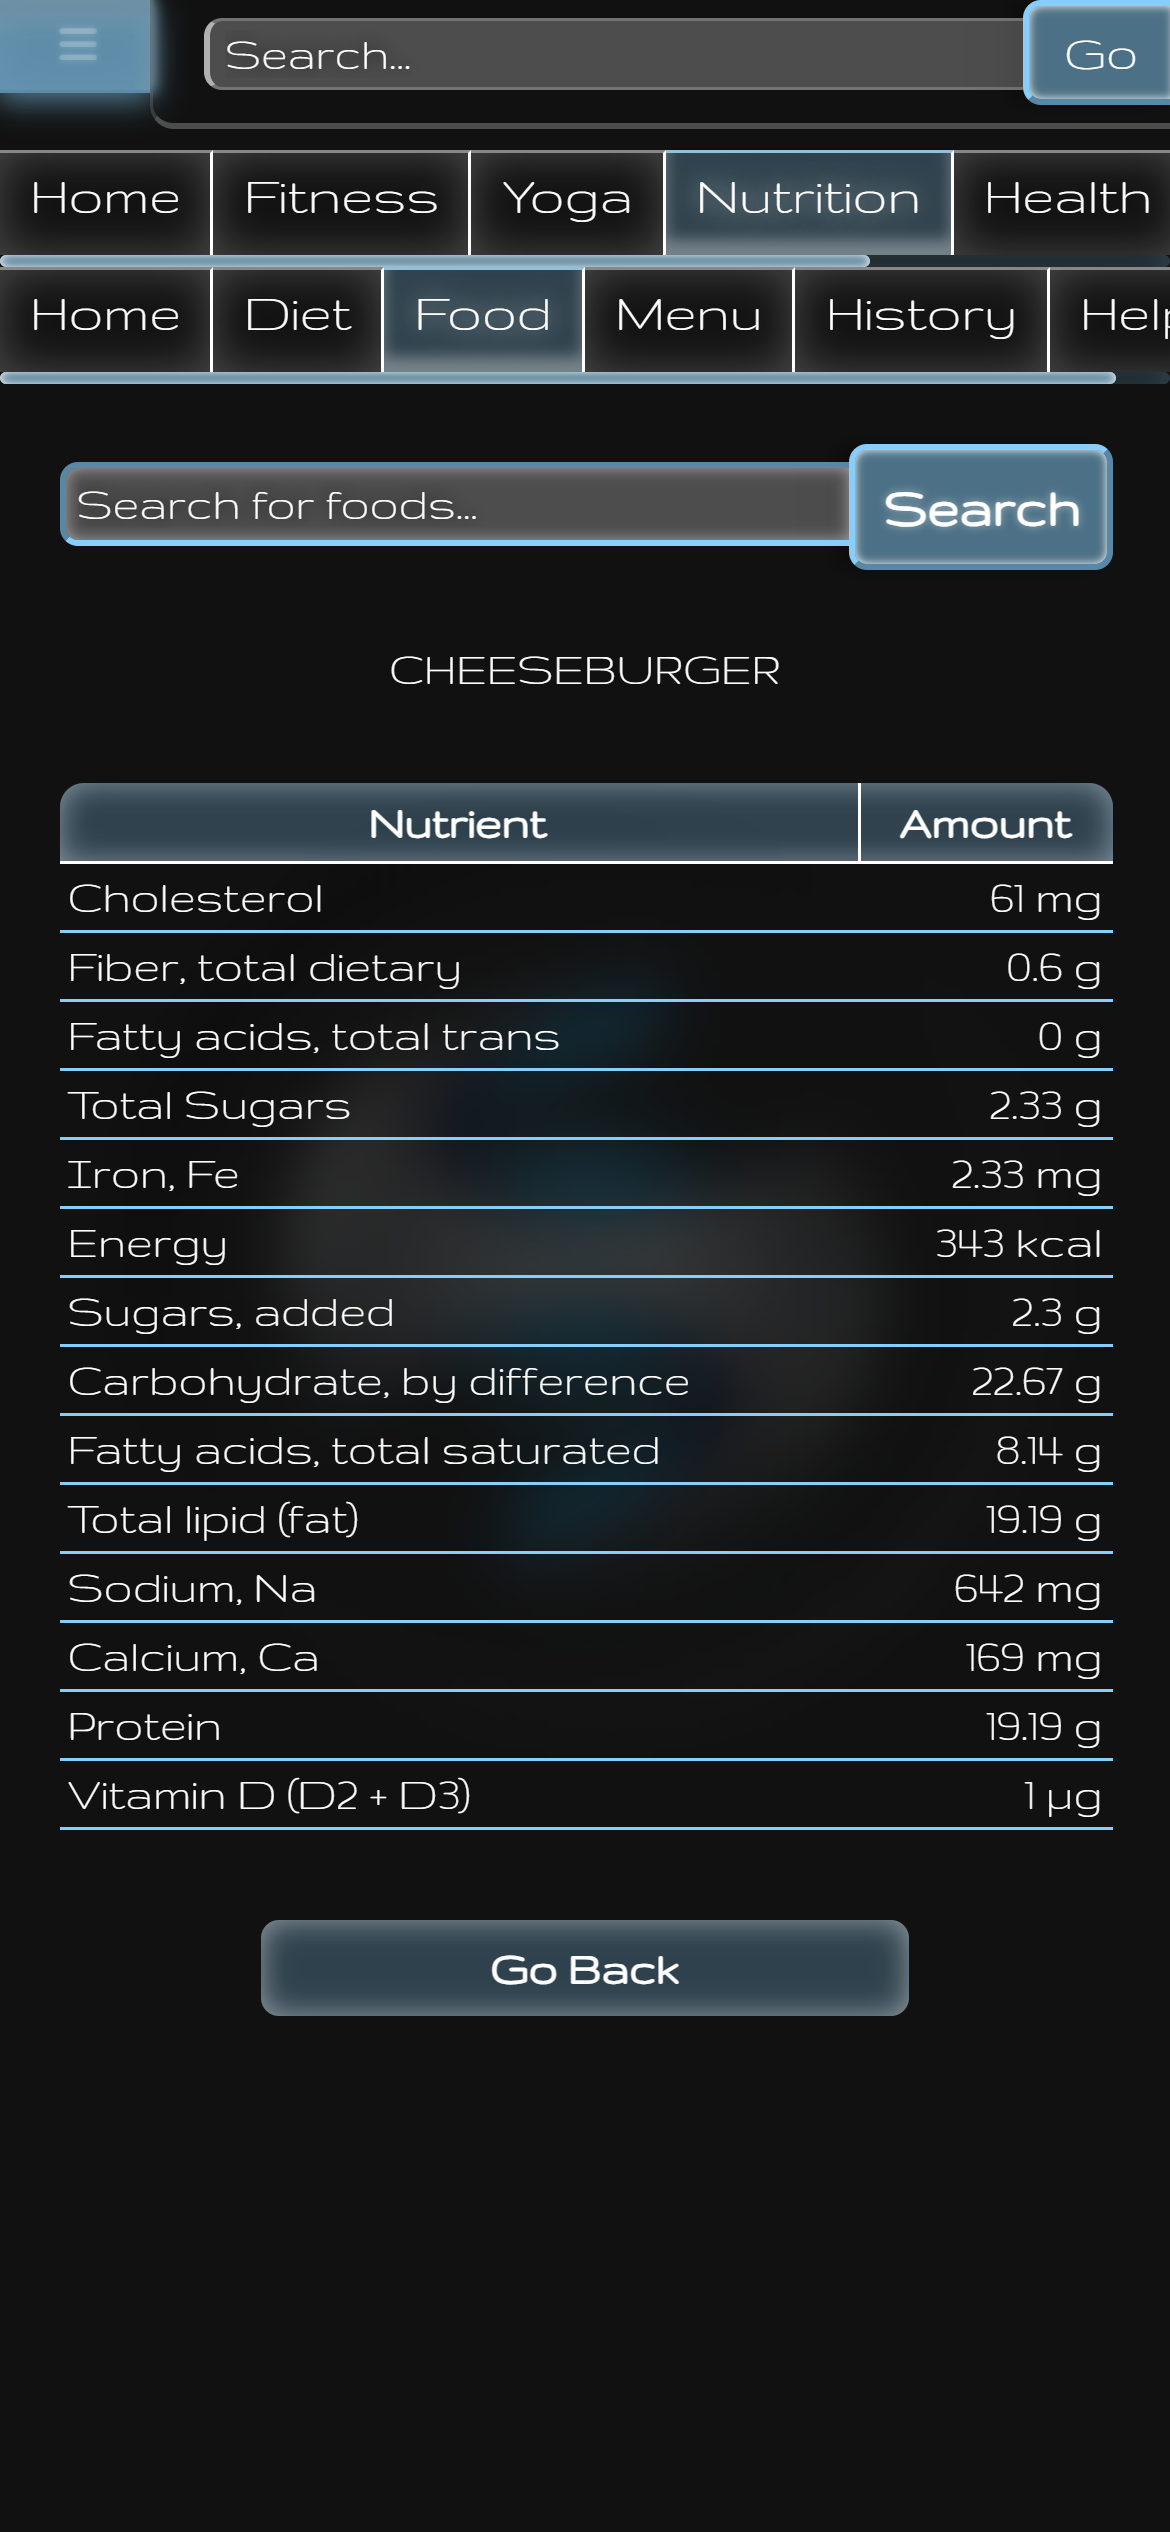 Search...
Go
Home Fitness Yoga Nutrition Health
Home Diet Food Menu History Help
Search for foods...
Search
CHEESEBURGER
Nutrient Amount
Cholesterol 61 mg
Fiber, total dietary 0.6 g
Fatty acids, total trans 0 g
Total Sugars 2.33 g
Iron, Fe 2.33 mg
Energy 343 kcal
Sugars, added 2.3 g
Carbohydrate, by difference 22.67 g
Fatty acids, total saturated 8.14 g
Total lipid (fat) 19.19 g
Sodium, Na 642 mg
Calcium, Ca 169 mg
Protein 19.19 g
Vitamin D (D2 + D3) 1 µg
Go Back